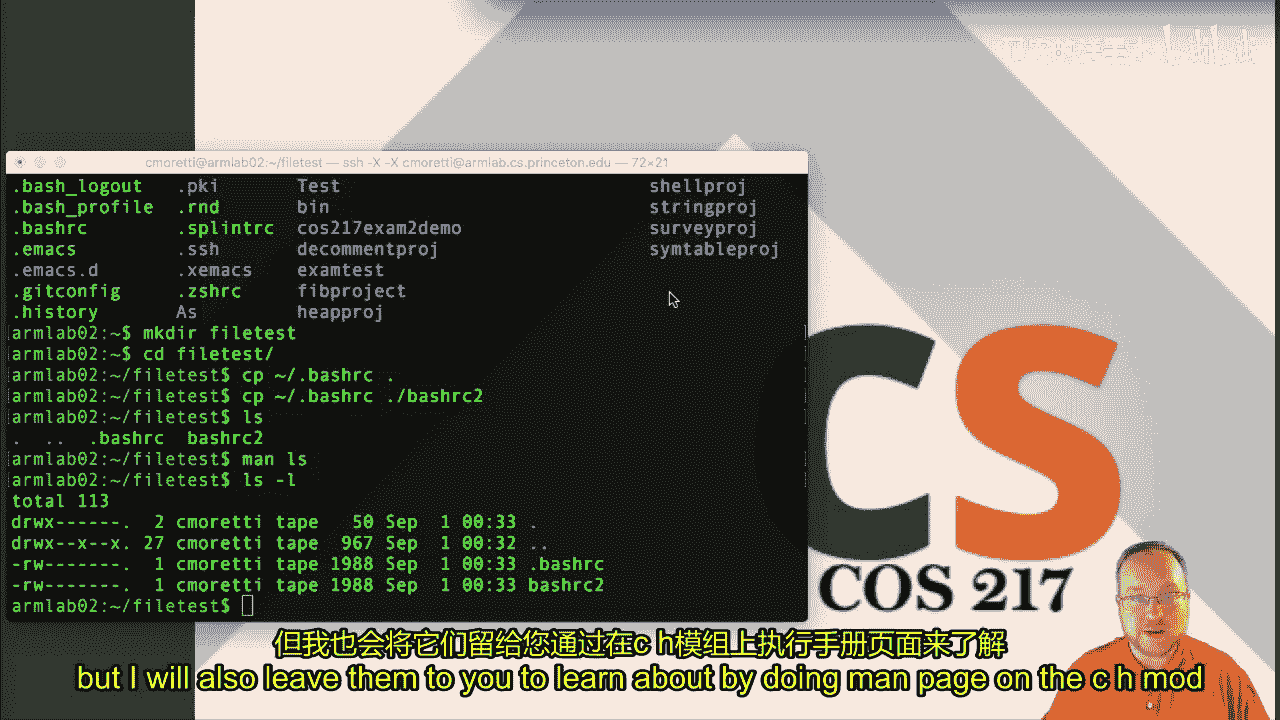 cmoretti@armlab02:~/filetest — ssh -X -X cmoretti@armlab.cs.princeton.edu — 72×21
.bash_logout .pki Test shellproj
.bash_profile .rnd bin stringproj
.bashrc .splintrc cos217exam2demo surveyproj
.emacs .ssh decommentproj symtableproj
.emacs.d .xemacs examtest
.gitconfig .zshrc fibproject
.history As heapproj
armlab02:~$ mkdir filetest
armlab02:~$ cd filetest/
armlab02:~/filetest$ cp ~/.bashrc .
armlab02:~/filetest$ cp ~/.bashrc ./bashrc2
armlab02:~/filetest$ ls
. .. .bashrc bashrc2
armlab02:~/filetest$ man ls
armlab02:~/filetest$ ls -l
total 113
drwx------. 2 cmoretti tape 50 Sep 1 00:33 .
drwx--x--x. 27 cmoretti tape 967 Sep 1 00:32 ..
-rw-------. 1 cmoretti tape 1988 Sep 1 00:33 .bashrc
-rw-------. 1 cmoretti tape 1988 Sep 1 00:33 bashrc2
armlab02:~/filetest$
CS
COS 217
但我也会将它们留给您通过在c h模组上执行手册页面来了解
but I will also leave them to you to learn about by doing man page on the c h mod